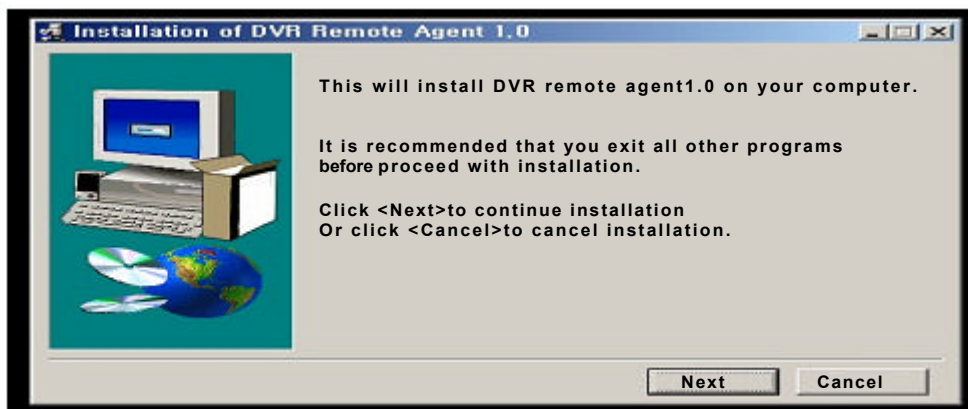 Installation of DVR Remote Agent 1.0
This will install DVR remote agent1.0 on your computer.
It is recommended that you exit all other programs
before proceed with installation.
Click <Next>to continue installation
Or click <Cancel>to cancel installation.
Next Cancel